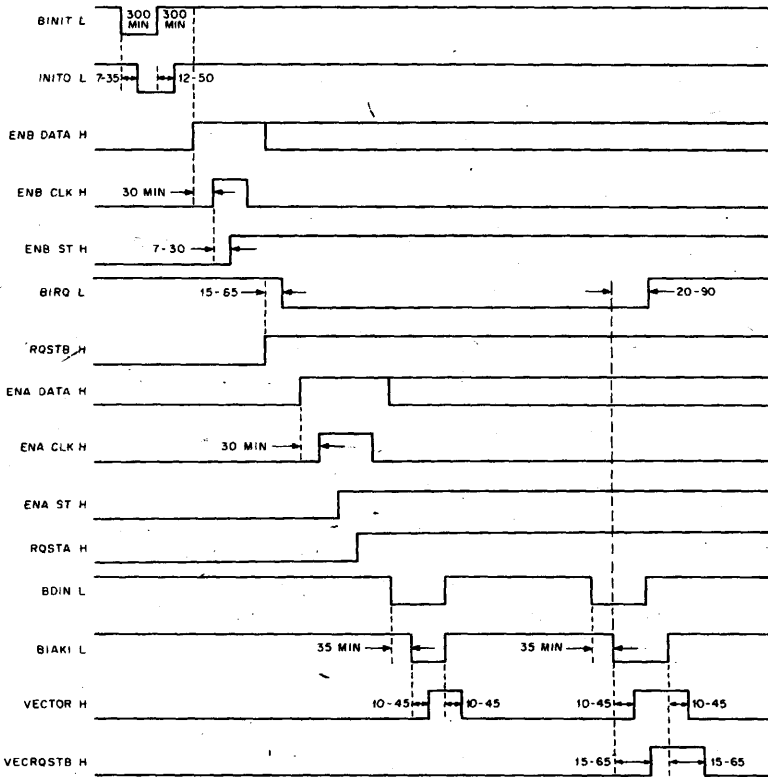 BINIT L
300 MIN
300 MIN
INITO L
7-35
12-50
ENB DATA H
ENB CLK H
30 MIN
ENB ST H
7-30
BIRQ L
15-65
20-90
RQSTB H
ENA DATA H
ENA CLK H
30 MIN
ENA ST H
RQSTA H
BDIN L
BIAKI L
35 MIN
35 MIN
VECTOR H
10-45
10-45
10-45
10-45
VECRQSTB H
15-65
15-65